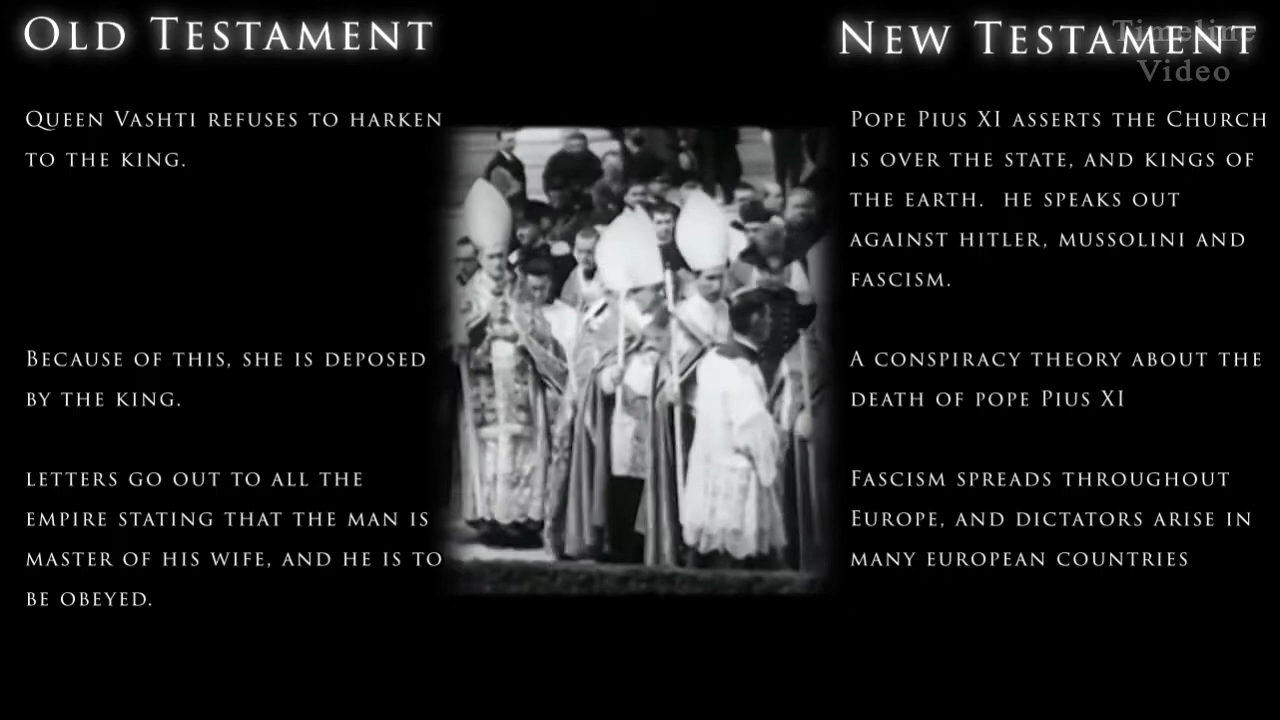 Old Testament
New Testament
Timeline
Video
Queen Vashti refuses to harken
to the king.
Pope Pius XI asserts the Church
is over the state, and kings of
the earth. He speaks out
against Hitler, Mussolini and
fascism.
Because of this, she is deposed
by the king.
A conspiracy theory about the
death of pope Pius XI
letters go out to all the
empire stating that the man is
master of his wife, and he is to
be obeyed.
Fascism spreads throughout
Europe, and dictators arise in
many european countries